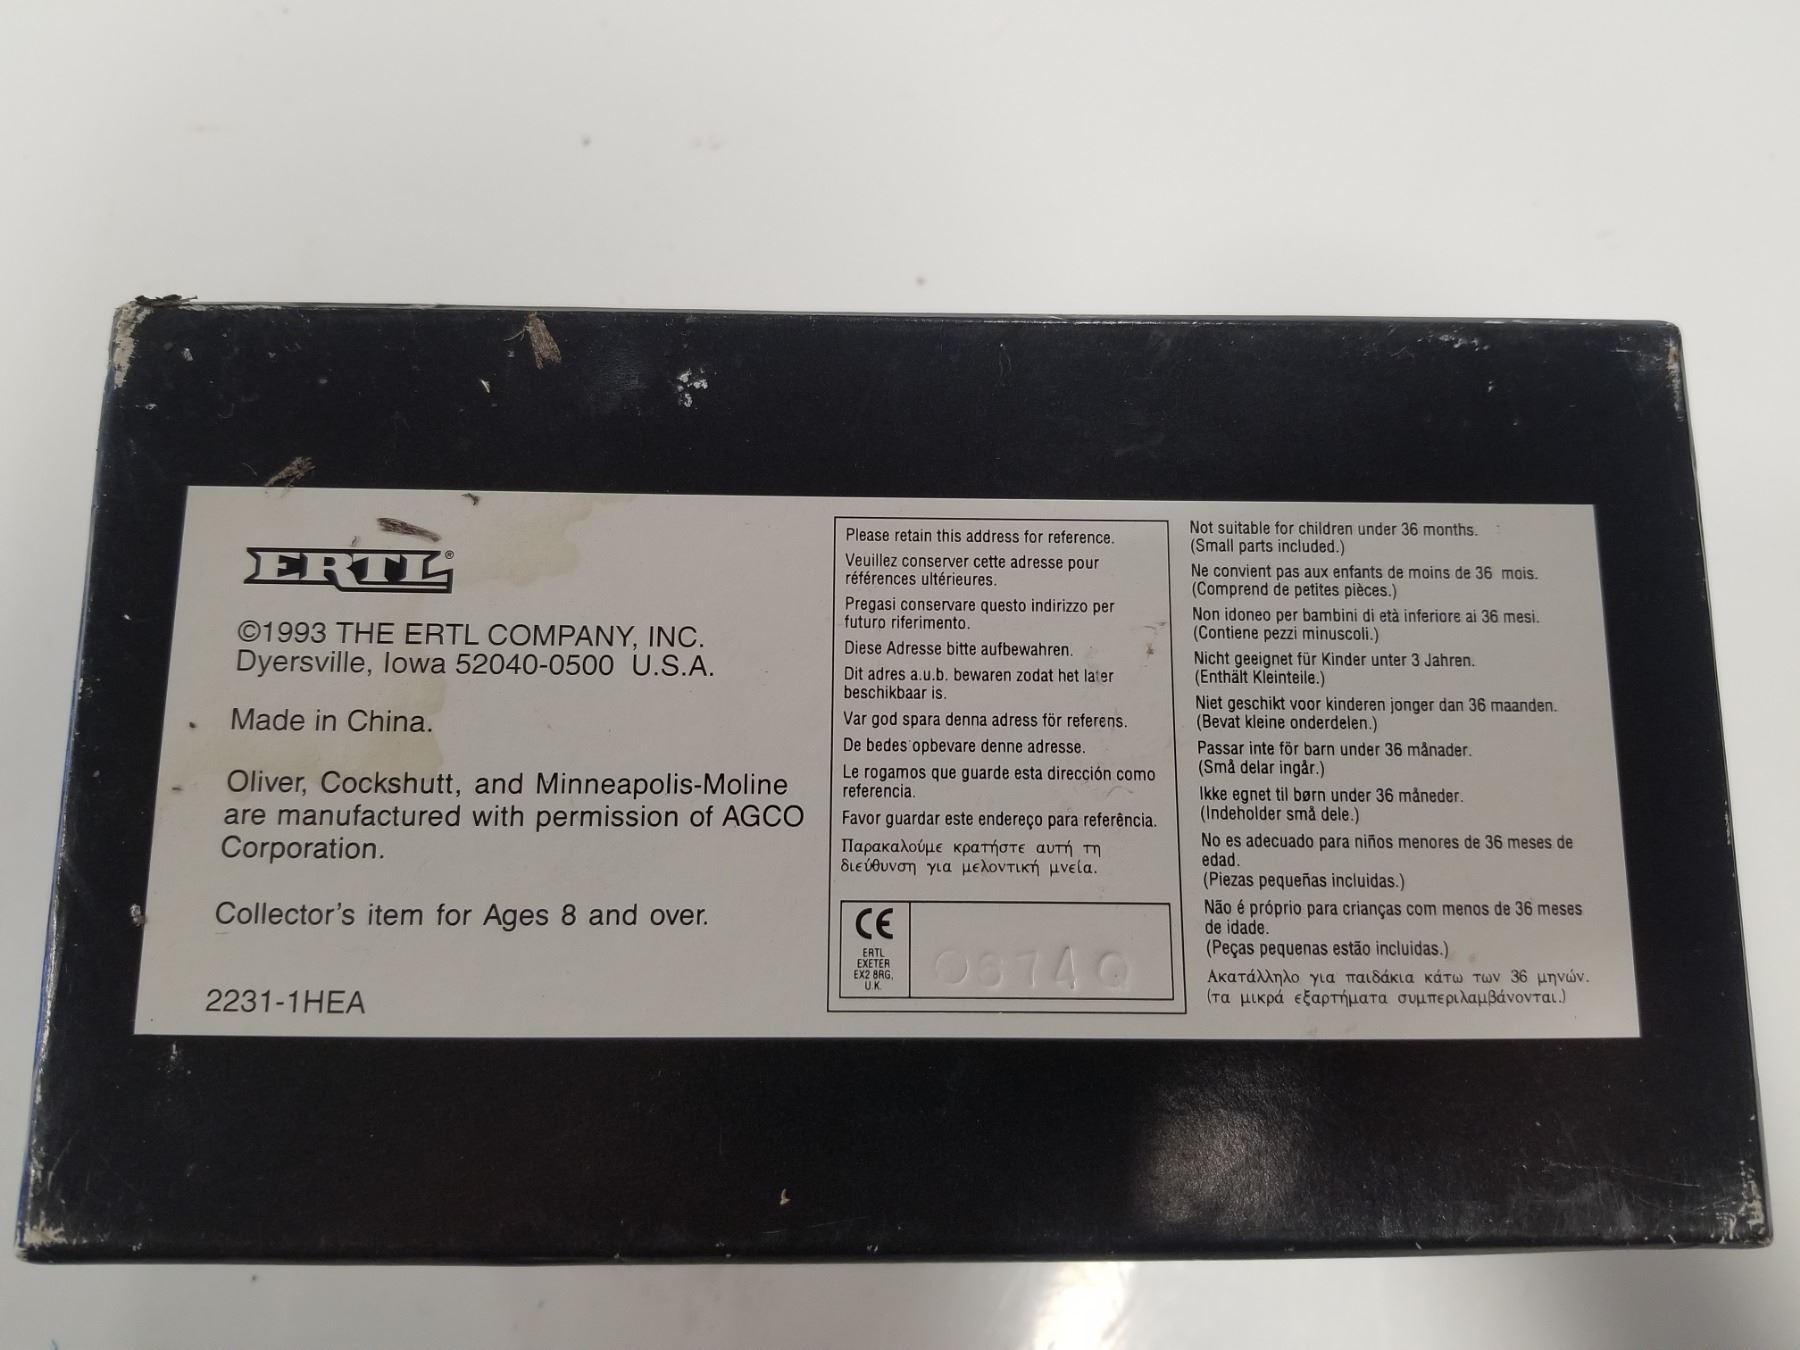 ERTL®
©1993 THE ERTL COMPANY, INC.
Dyersville, Iowa 52040-0500 U.S.A.
Made in China.
Oliver, Cockshutt, and Minneapolis-Moline
are manufactured with permission of AGCO
Corporation.
Collector's item for Ages 8 and over.
2231-1HEA
Please retain this address for reference.
Veuillez conserver cette adresse pour
références ultérieures.
Pregasi conservare questo indirizzo per
futuro riferimento.
Diese Adresse bitte aufbewahren.
Dit adres a.u.b. bewaren zodat het later
beschikbaar is.
Var god spara denna adress för referens.
De bedes opbevare denne adresse.
Le rogamos que guarde esta dirección como
referencia.
Favor guardar este endereço para referência.
Παρακαλούμε κρατήστε αυτή τη
διεύθυνση για μελοντική μνεία.
CE
ERTL
EXETER
EX2 8RG,
U.K.
Not suitable for children under 36 months.
(Small parts included.)
Ne convient pas aux enfants de moins de 36 mois.
(Comprend de petites pièces.)
Non idoneo per bambini di età inferiore ai 36 mesi.
(Contiene pezzi minuscoli.)
Nicht geeignet für Kinder unter 3 Jahren.
(Enthält Kleinteile.)
Niet geschikt voor kinderen jonger dan 36 maanden.
(Bevat kleine onderdelen.)
Passar inte för barn under 36 månader.
(Små delar ingår.)
Ikke egnet til børn under 36 måneder.
(Indeholder små dele.)
No es adecuado para niños menores de 36 meses de
edad.
(Piezas pequeñas incluidas.)
Não é próprio para crianças com menos de 36 meses
de idade.
(Peças pequenas estão incluidas.)
Ακατάλληλο για παιδάκια κάτω των 36 μηνών.
(τα μικρά εξαρτήματα συμπεριλαμβάνονται.)